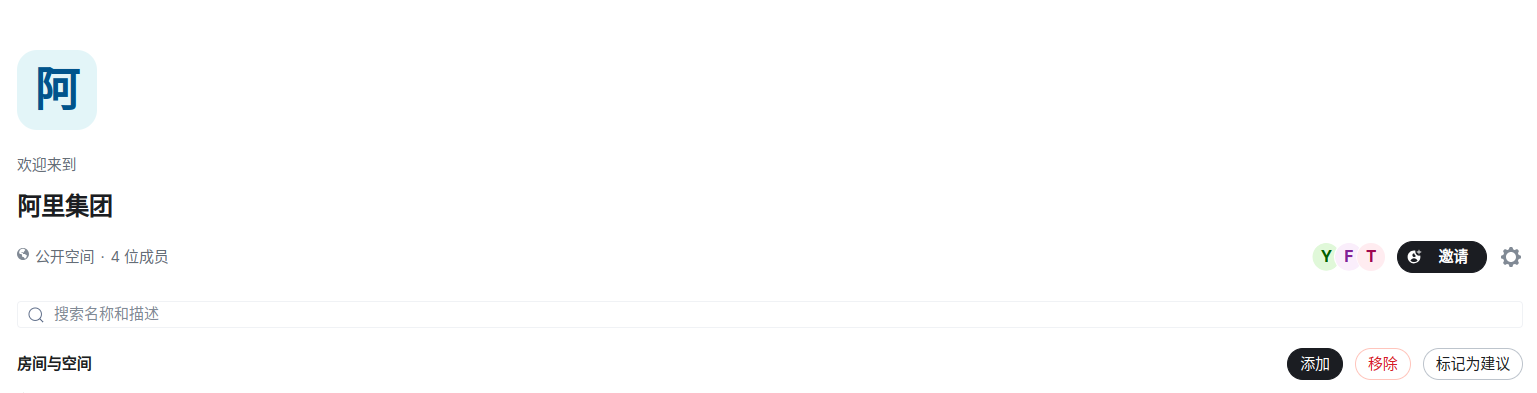 阿
欢迎来到
阿里集团
公开空间 · 4 位成员
Y F T 邀请
搜索名称和描述
房间与空间 添加 移除 标记为建议